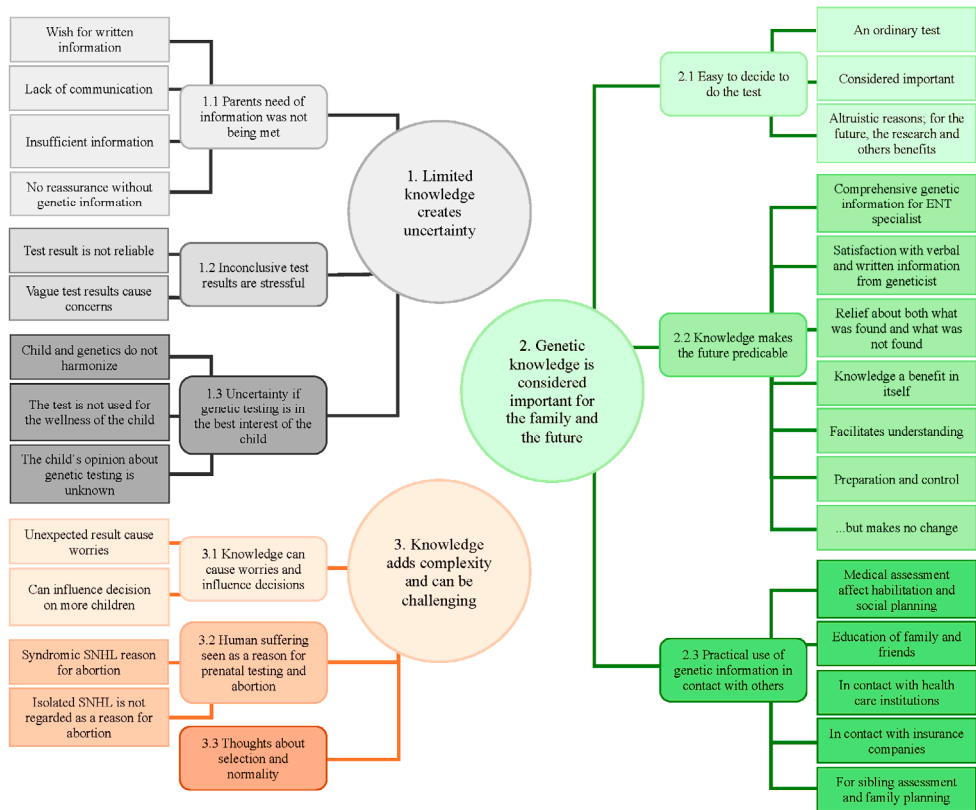 Wish for written
information
Lack of communication
Insufficient information
No reassurance without
genetic information
1.1 Parents need of
information was not
being met
Test result is not reliable
Vague test results cause
concerns
1.2 Inconclusive test
results are stressful
Child and genetics do not
harmonize
The test is not used for
the wellness of the child
The child's opinion about
genetic testing is
unknown
1.3 Uncertainty if
genetic testing is in
the best interest of the
child
1. Limited
knowledge
creates
uncertainty
Unexpected result cause
worries
Can influence decision
on more children
3.1 Knowledge can
cause worries and
influence decisions
Syndromic SNHL reason
for abortion
Isolated SNHL is not
regarded as a reason for
abortion
3.2 Human suffering
seen as a reason for
prenatal testing and
abortion
3.3 Thoughts about
selection and
normality
3. Knowledge
adds complexity
and can be
challenging
2. Genetic
knowledge is
considered
important for
the family and
the future
2.1 Easy to decide to
do the test
An ordinary test
Considered important
Altruistic reasons; for the
future, the research and
others benefits
2.2 Knowledge makes
the future predicable
Comprehensive genetic
information for ENT
specialist
Satisfaction with verbal
and written information
from geneticist
Relief about both what
was found and what was
not found
Knowledge a benefit in
itself
Facilitates understanding
Preparation and control
...but makes no change
2.3 Practical use of
genetic information in
contact with others
Medical assessment
affect habilitation and
social planning
Education of family and
friends
In contact with health
care institutions
In contact with insurance
companies
For sibling assessment
and family planning